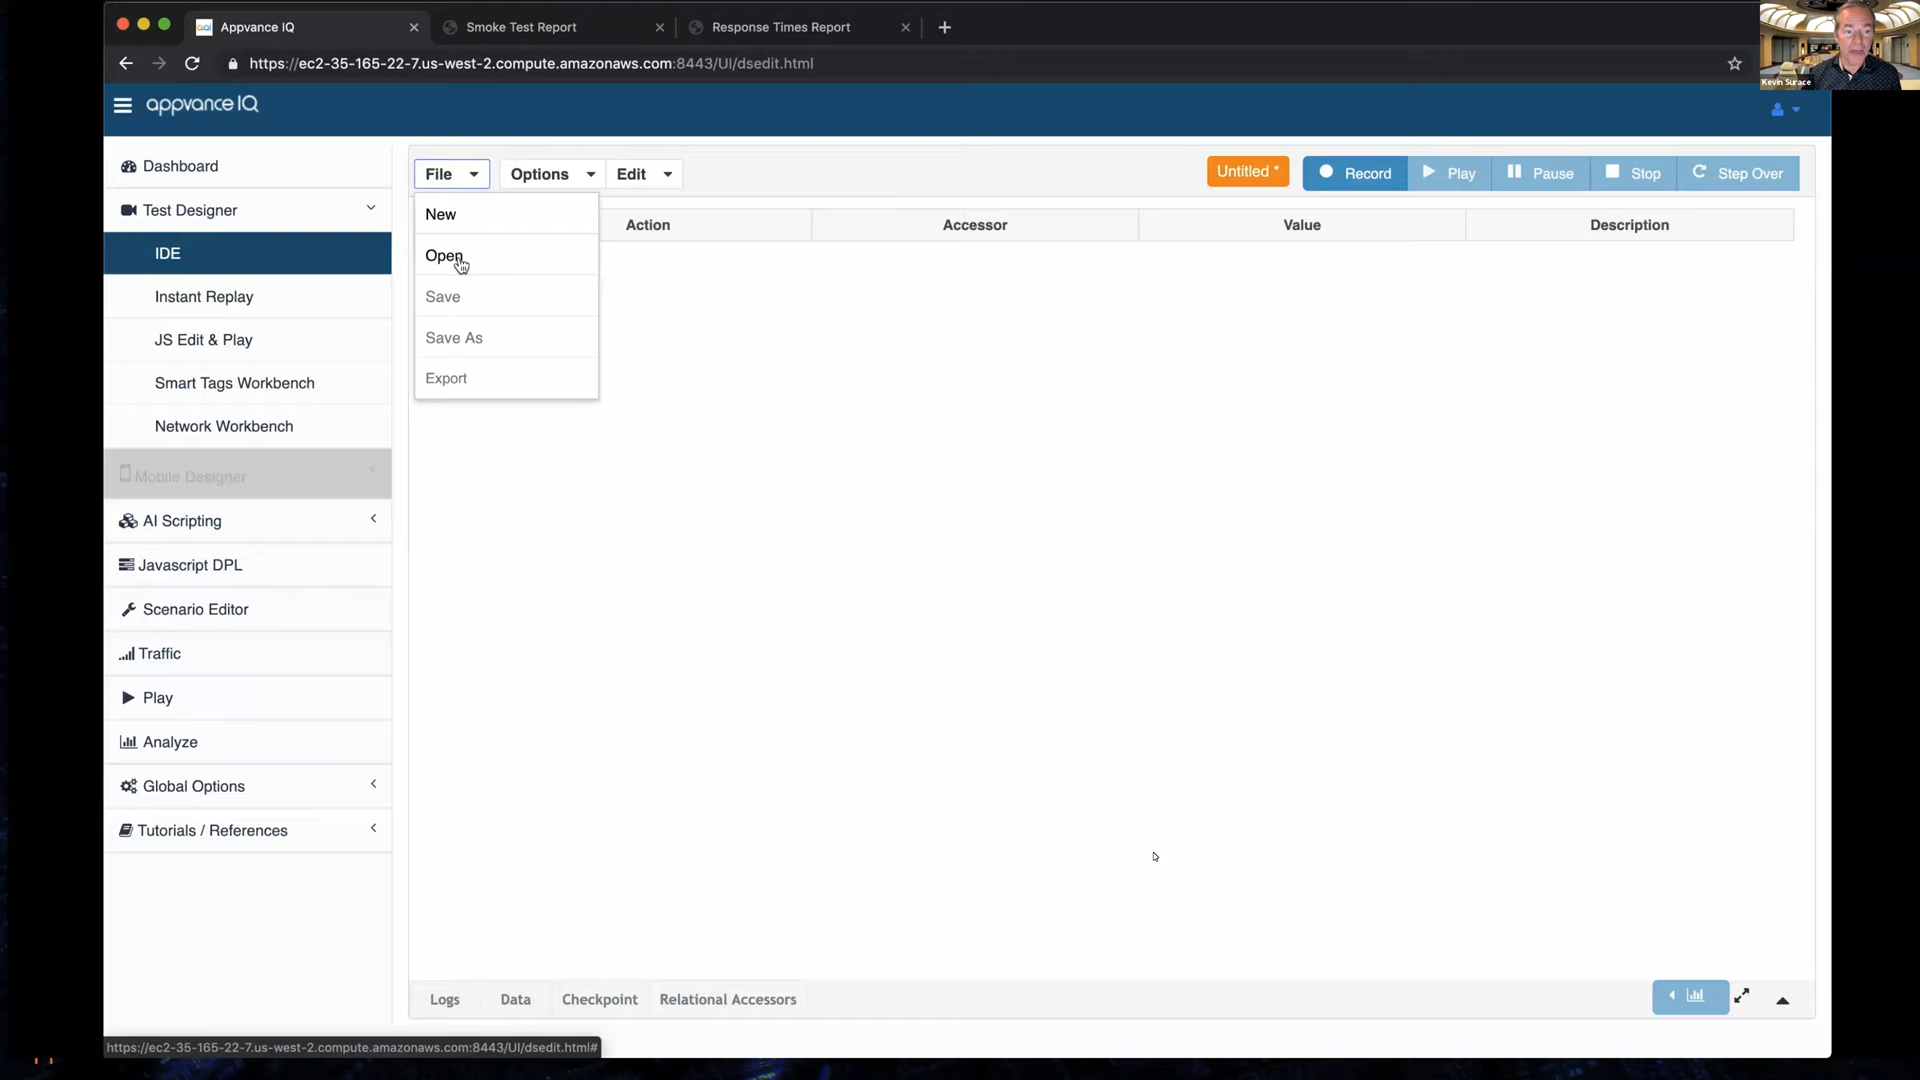 Appvance IQ
Smoke Test Report
Response Times Report
https://ec2-35-165-22-7.us-west-2.compute.amazonaws.com:8443/UI/dsedit.html
Kevin Surace
appvance IQ
Dashboard
Test Designer
IDE
Instant Replay
JS Edit & Play
Smart Tags Workbench
Network Workbench
Mobile Designer
AI Scripting
Javascript DPL
Scenario Editor
Traffic
Play
Analyze
Global Options
Tutorials / References
File Options Edit
Untitled * Record Play Pause Stop Step Over
New
Open
Save
Save As
Export
Action Accessor Value Description
Logs Data Checkpoint Relational Accessors
https://ec2-35-165-22-7.us-west-2.compute.amazonaws.com:8443/UI/dsedit.html#